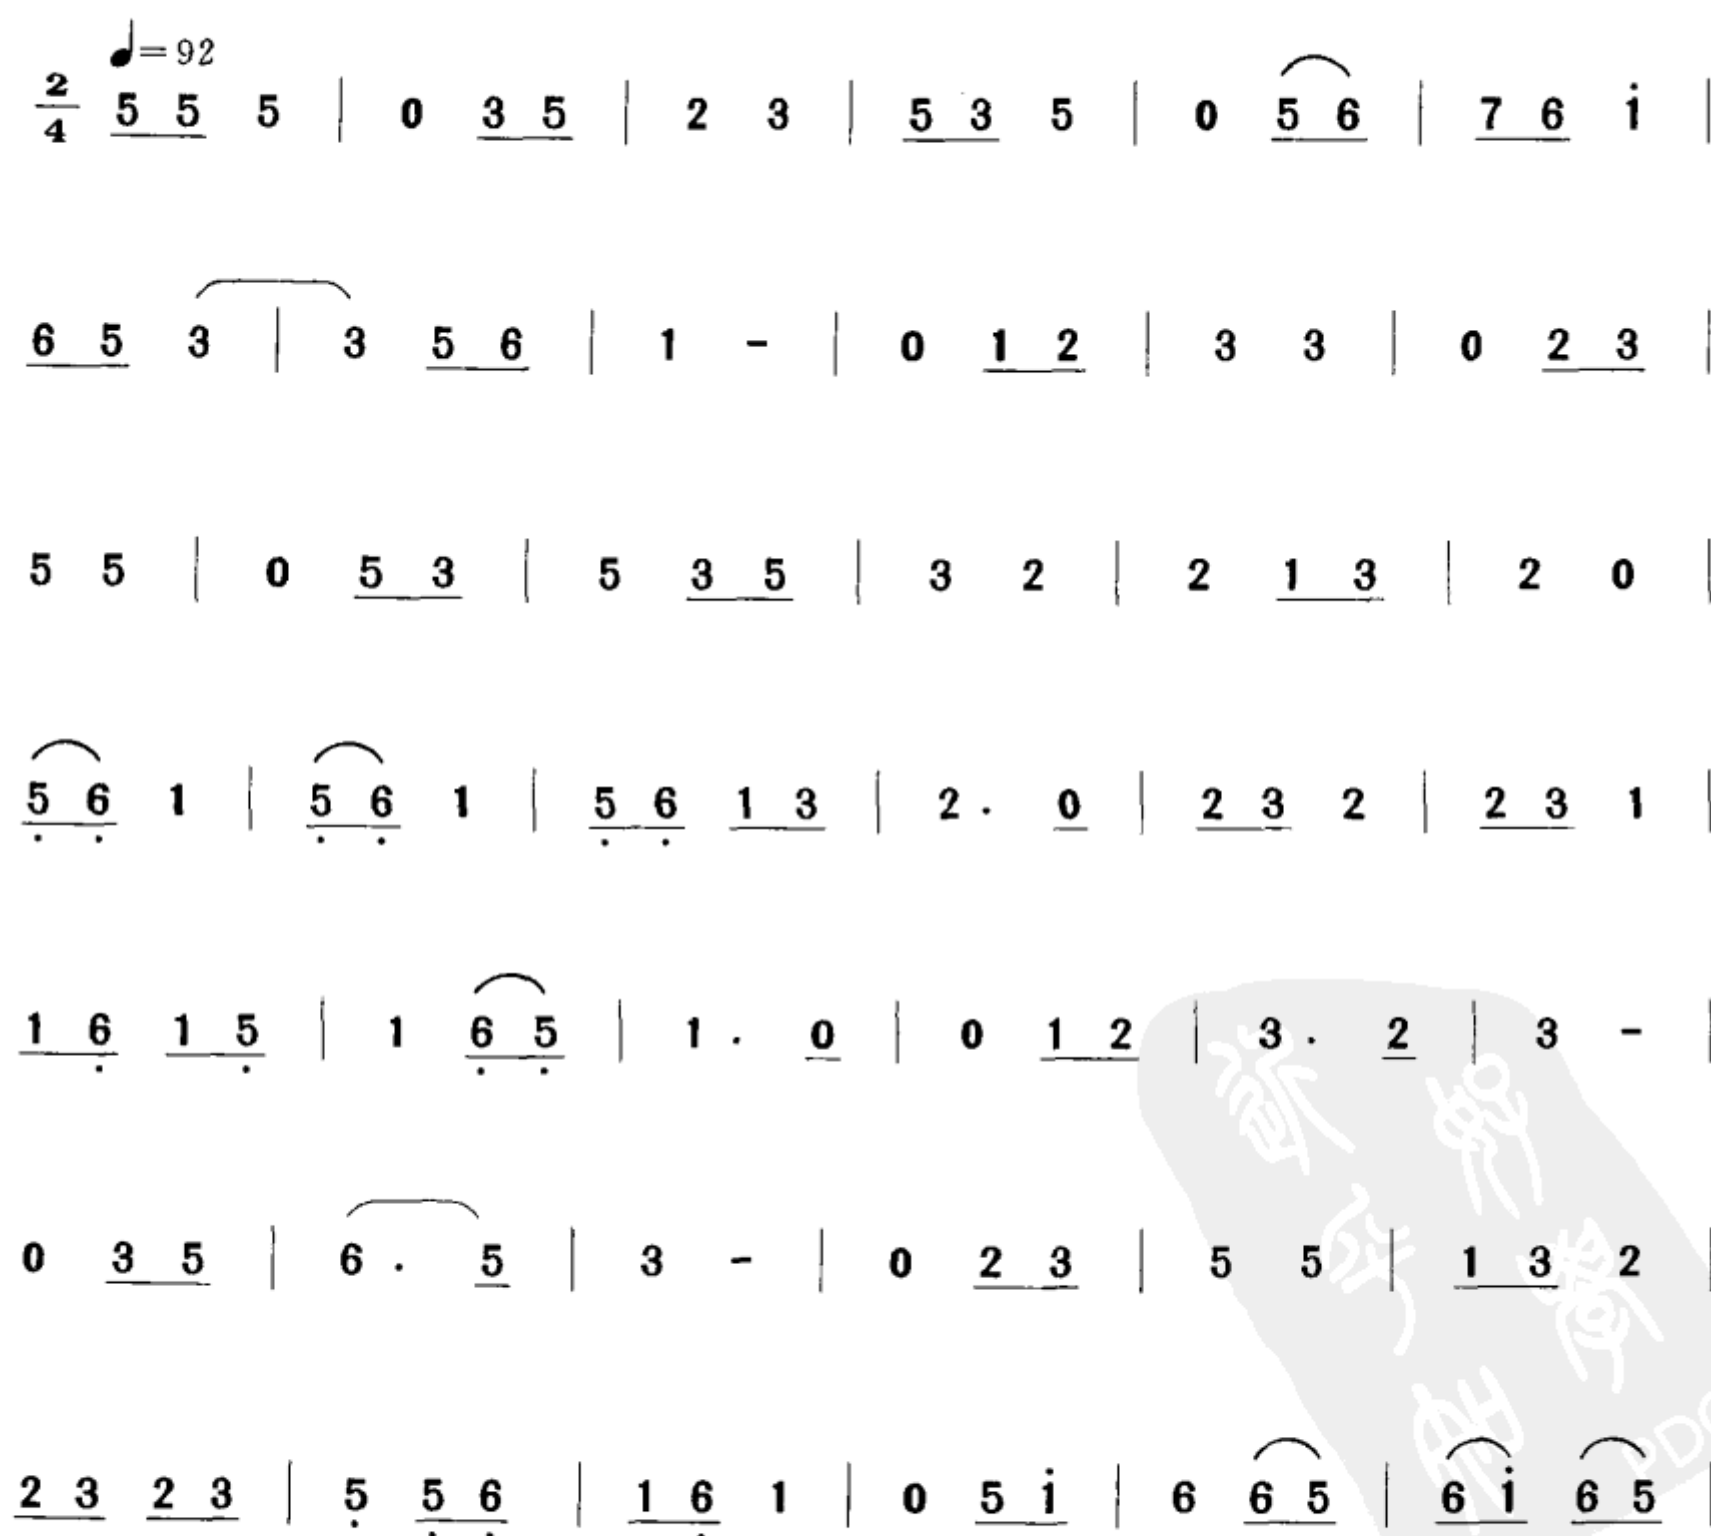 ♩=92
2/4 5 5 5 | 0 3 5 | 2 3 | 5 3 5 | 0 5 6 | 7 6 i |
6 5 3 | 3 5 6 | 1 - | 0 1 2 | 3 3 | 0 2 3 |
5 5 | 0 5 3 | 5 3 5 | 3 2 | 2 1 3 | 2 0 |
5̣ 6̣ 1 | 5̣ 6̣ 1 | 5̣ 6̣ 1 3 | 2 . 0 | 2 3 2 | 2 3 1 |
1 6̣ 1 5̣ | 1 6̣ 5̣ | 1 . 0 | 0 1 2 | 3 . 2 | 3 - |
0 3 5 | 6 . 5 | 3 - | 0 2 3 | 5 5 | 1 3 2 |
2 3 2 3 | 5̣ 5̣ 6̣ | 1 6̣ 1 | 0 5 i | 6 6 5 | 6 i 6 5 |